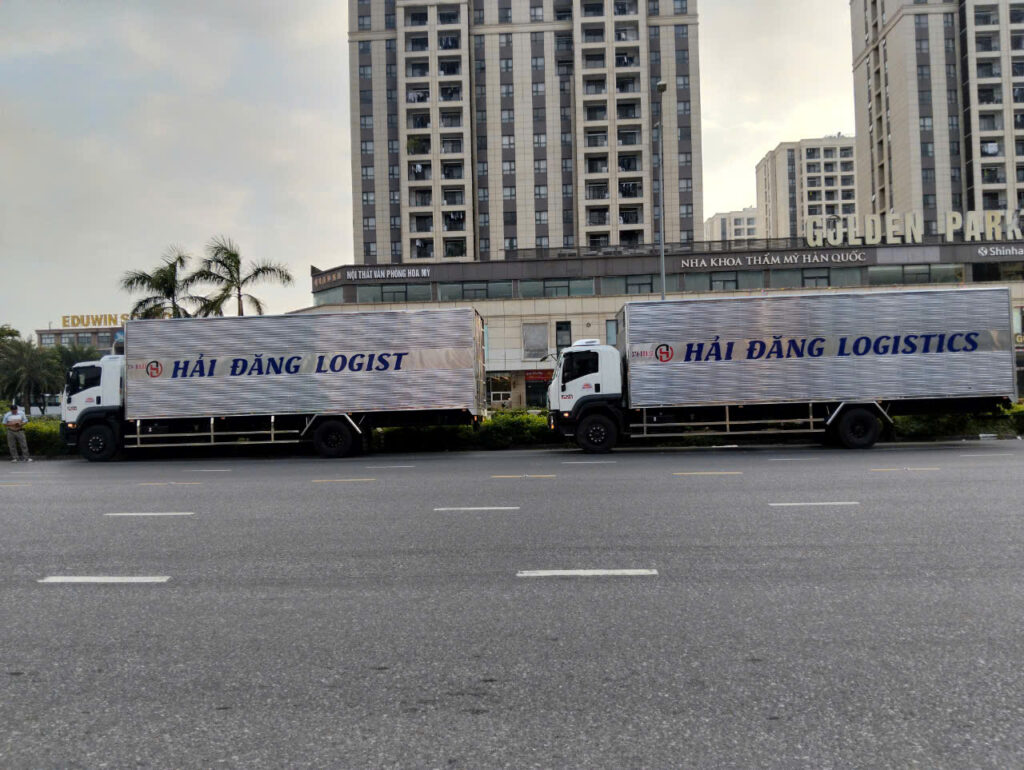 GOLDEN PARK
Shinha
NHA KHOA THẨM MỸ HÀN QUỐC
NỘI THẤT VĂN PHÒNG HÒA MỸ
EDUWIN S
HẢI ĐĂNG LOGIST
HẢI ĐĂNG LOGISTICS